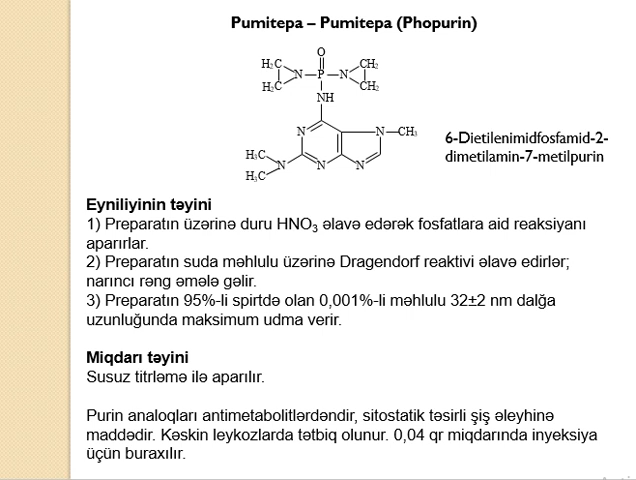 Pumitepa – Pumitepa (Phopurin)
O
H₂C CH₂
N–P–N
H₂C CH₂
NH
N N–CH₃
H₃C
N N N
H₃C
6-Dietilenimidfosfamid-2-
dimetilamin-7-metilpurin
Eyniliyinin təyini
1) Preparatın üzərinə duru HNO₃ əlavə edərək fosfatlara aid reaksiyanı
aparırlar.
2) Preparatın suda məhlulu üzərinə Dragendorf reaktivi əlavə edirlər;
narıncı rəng əmələ gəlir.
3) Preparatın 95%-li spirtdə olan 0,001%-li məhlulu 32±2 nm dalğa
uzunluğunda maksimum udma verir.
Miqdarı təyini
Susuz titrləmə ilə aparılır.
Purin analoqları antimetabolitlərdəndir, sitostatik təsirli şiş əleyhinə
maddədir. Kəskin leykozlarda tətbiq olunur. 0,04 qr miqdarında inyeksiya
üçün buraxılır.